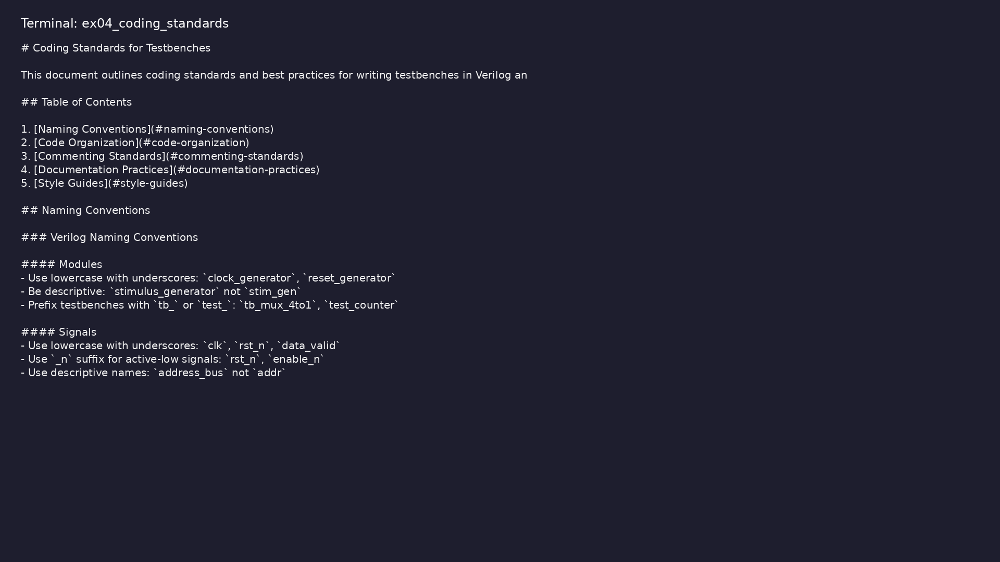 Terminal: ex04_coding_standards
# Coding Standards for Testbenches
This document outlines coding standards and best practices for writing testbenches in Verilog an
## Table of Contents
1. [Naming Conventions](#naming-conventions)
2. [Code Organization](#code-organization)
3. [Commenting Standards](#commenting-standards)
4. [Documentation Practices](#documentation-practices)
5. [Style Guides](#style-guides)
## Naming Conventions
### Verilog Naming Conventions
#### Modules
- Use lowercase with underscores: `clock_generator`, `reset_generator`
- Be descriptive: `stimulus_generator` not `stim_gen`
- Prefix testbenches with `tb_` or `test_`: `tb_mux_4to1`, `test_counter`
#### Signals
- Use lowercase with underscores: `clk`, `rst_n`, `data_valid`
- Use `_n` suffix for active-low signals: `rst_n`, `enable_n`
- Use descriptive names: `address_bus` not `addr`